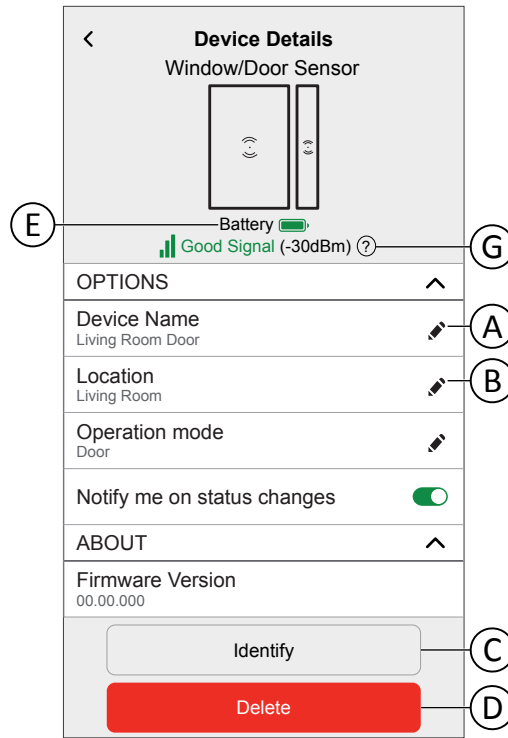 Device Details
Window/Door Sensor
E
Battery
Good Signal (-30dBm) ?
G
OPTIONS
Device Name
Living Room Door
A
Location
Living Room
B
Operation mode
Door
Notify me on status changes
ABOUT
Firmware Version
00.00.000
Identify
C
Delete
D